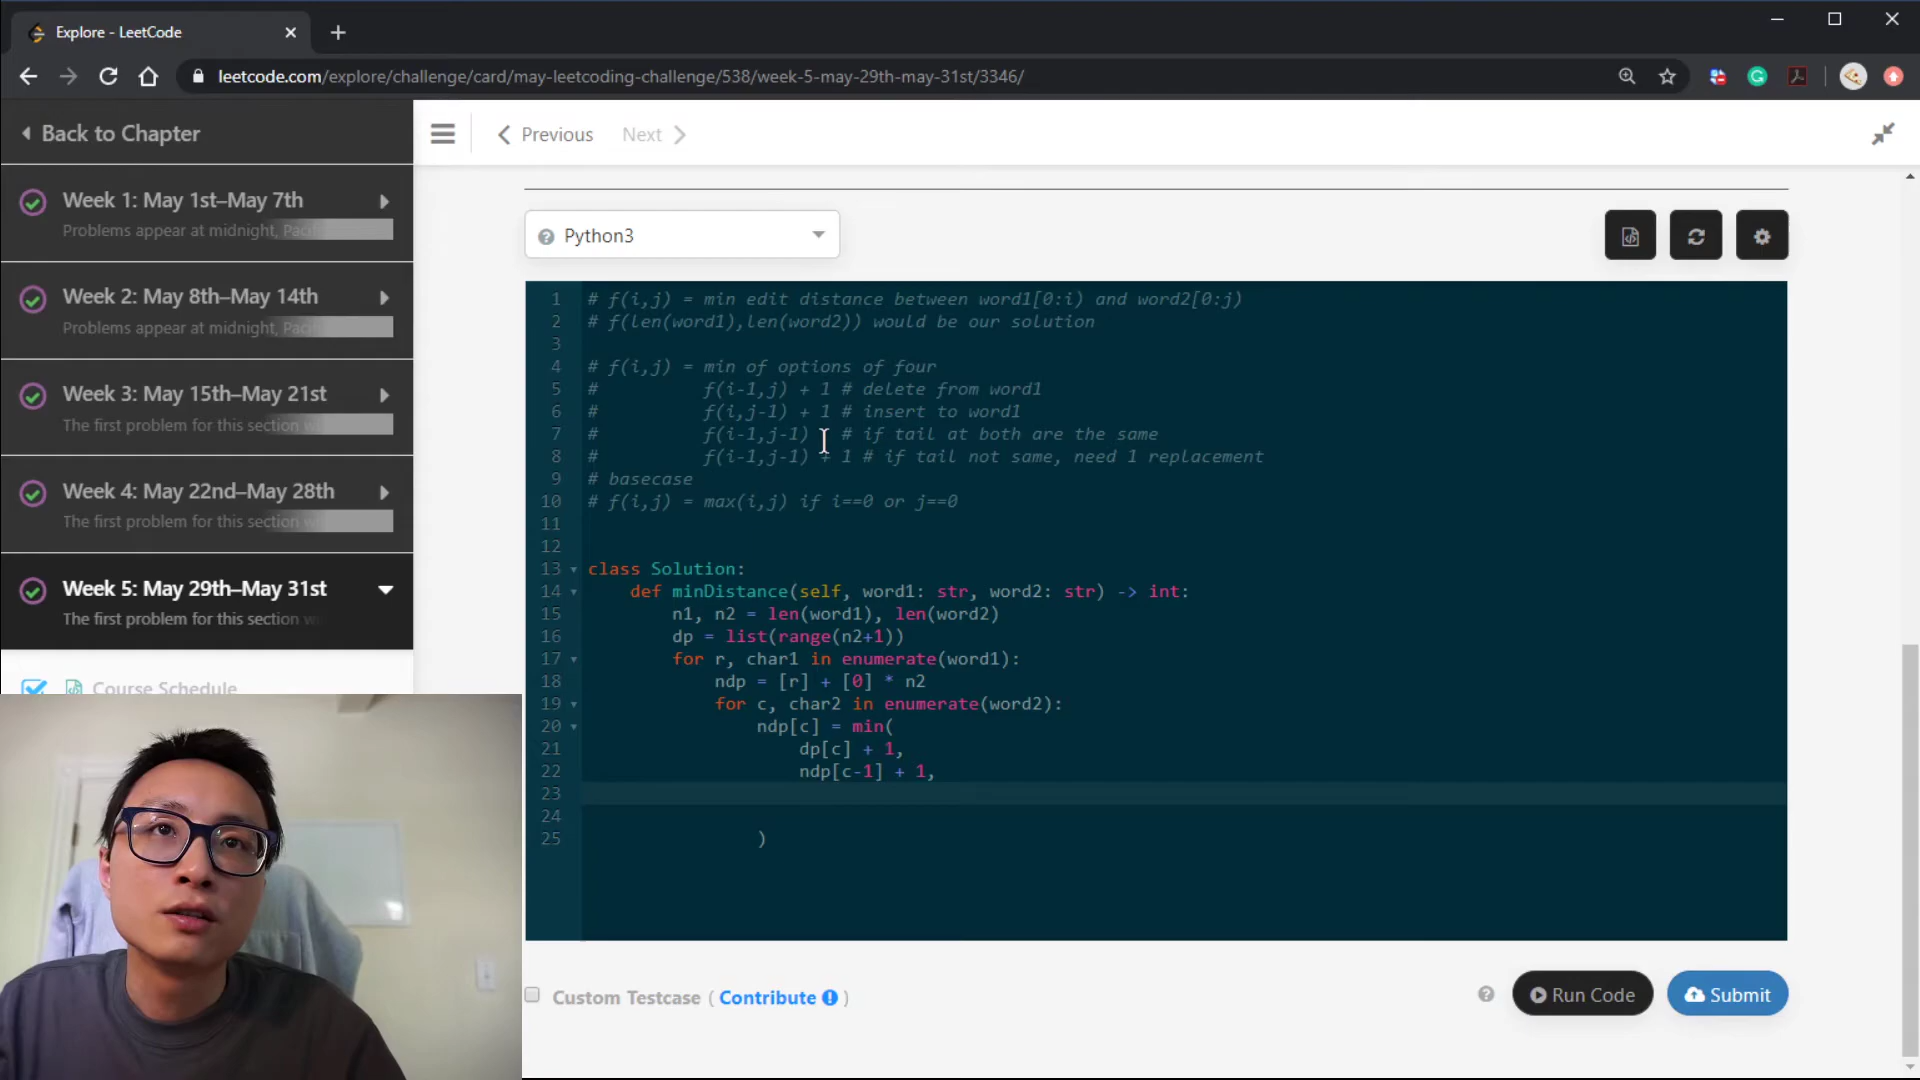 Explore - LeetCode
leetcode.com/explore/challenge/card/may-leetcoding-challenge/538/week-5-may-29th-may-31st/3346/
Back to Chapter
Previous
Next
Week 1: May 1st–May 7th
Problems appear at midnight, Pacif
Week 2: May 8th–May 14th
Problems appear at midnight, Pacif
Week 3: May 15th–May 21st
The first problem for this section w
Week 4: May 22nd–May 28th
The first problem for this section w
Week 5: May 29th–May 31st
The first problem for this section w
Course Schedule
Python3
1 # f(i,j) = min edit distance between word1[0:i) and word2[0:j)
2 # f(len(word1),len(word2)) would be our solution
3
4 # f(i,j) = min of options of four
5 # f(i-1,j) + 1 # delete from word1
6 # f(i,j-1) + 1 # insert to word1
7 # f(i-1,j-1) # if tail at both are the same
8 # f(i-1,j-1) + 1 # if tail not same, need 1 replacement
9 # basecase
10 # f(i,j) = max(i,j) if i==0 or j==0
11
12
13 class Solution:
14 def minDistance(self, word1: str, word2: str) -> int:
15 n1, n2 = len(word1), len(word2)
16 dp = list(range(n2+1))
17 for r, char1 in enumerate(word1):
18 ndp = [r] + [0] * n2
19 for c, char2 in enumerate(word2):
20 ndp[c] = min(
21 dp[c] + 1,
22 ndp[c-1] + 1,
23
24
25 )
Custom Testcase ( Contribute )
Run Code
Submit